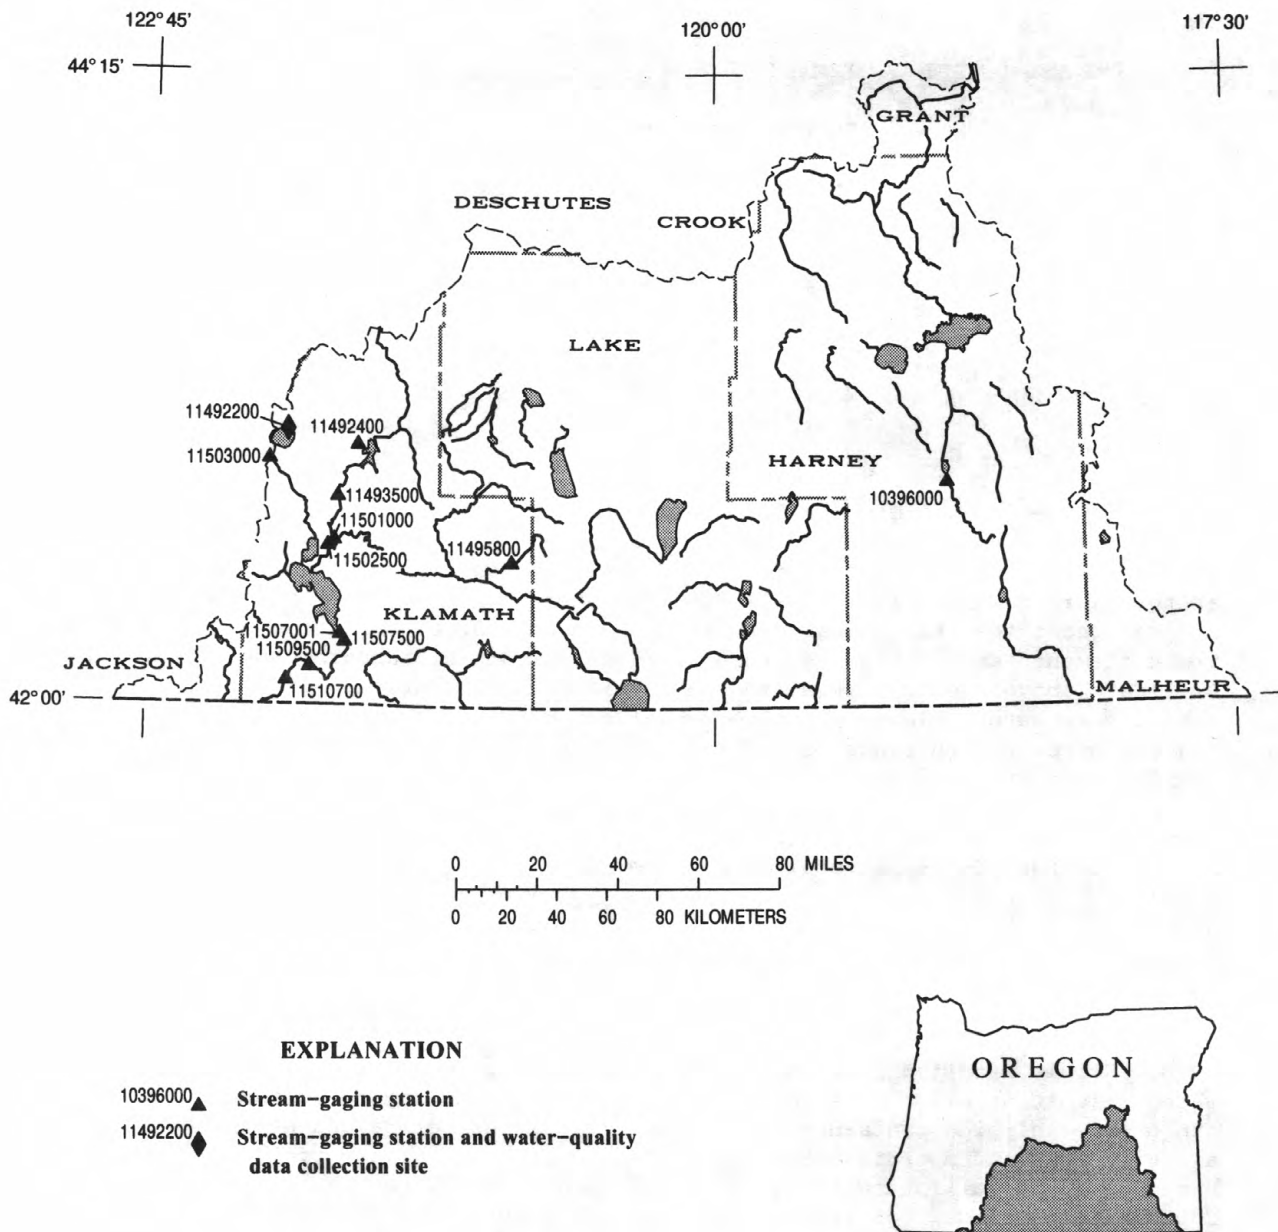 122°45'
120°00'
117°30'
44°15'
GRANT
DESCHUTES
CROOK
LAKE
11492200
11492400
11503000
HARNEY
11493500
10396000
11501000
11495800
11502500
KLAMATH
11507001
11507500
11509500
JACKSON
11510700
MALHEUR
42°00'
0 20 40 60 80 MILES
0 20 40 60 80 KILOMETERS
EXPLANATION
10396000 Stream-gaging station
11492200 Stream-gaging station and water-quality
data collection site
OREGON